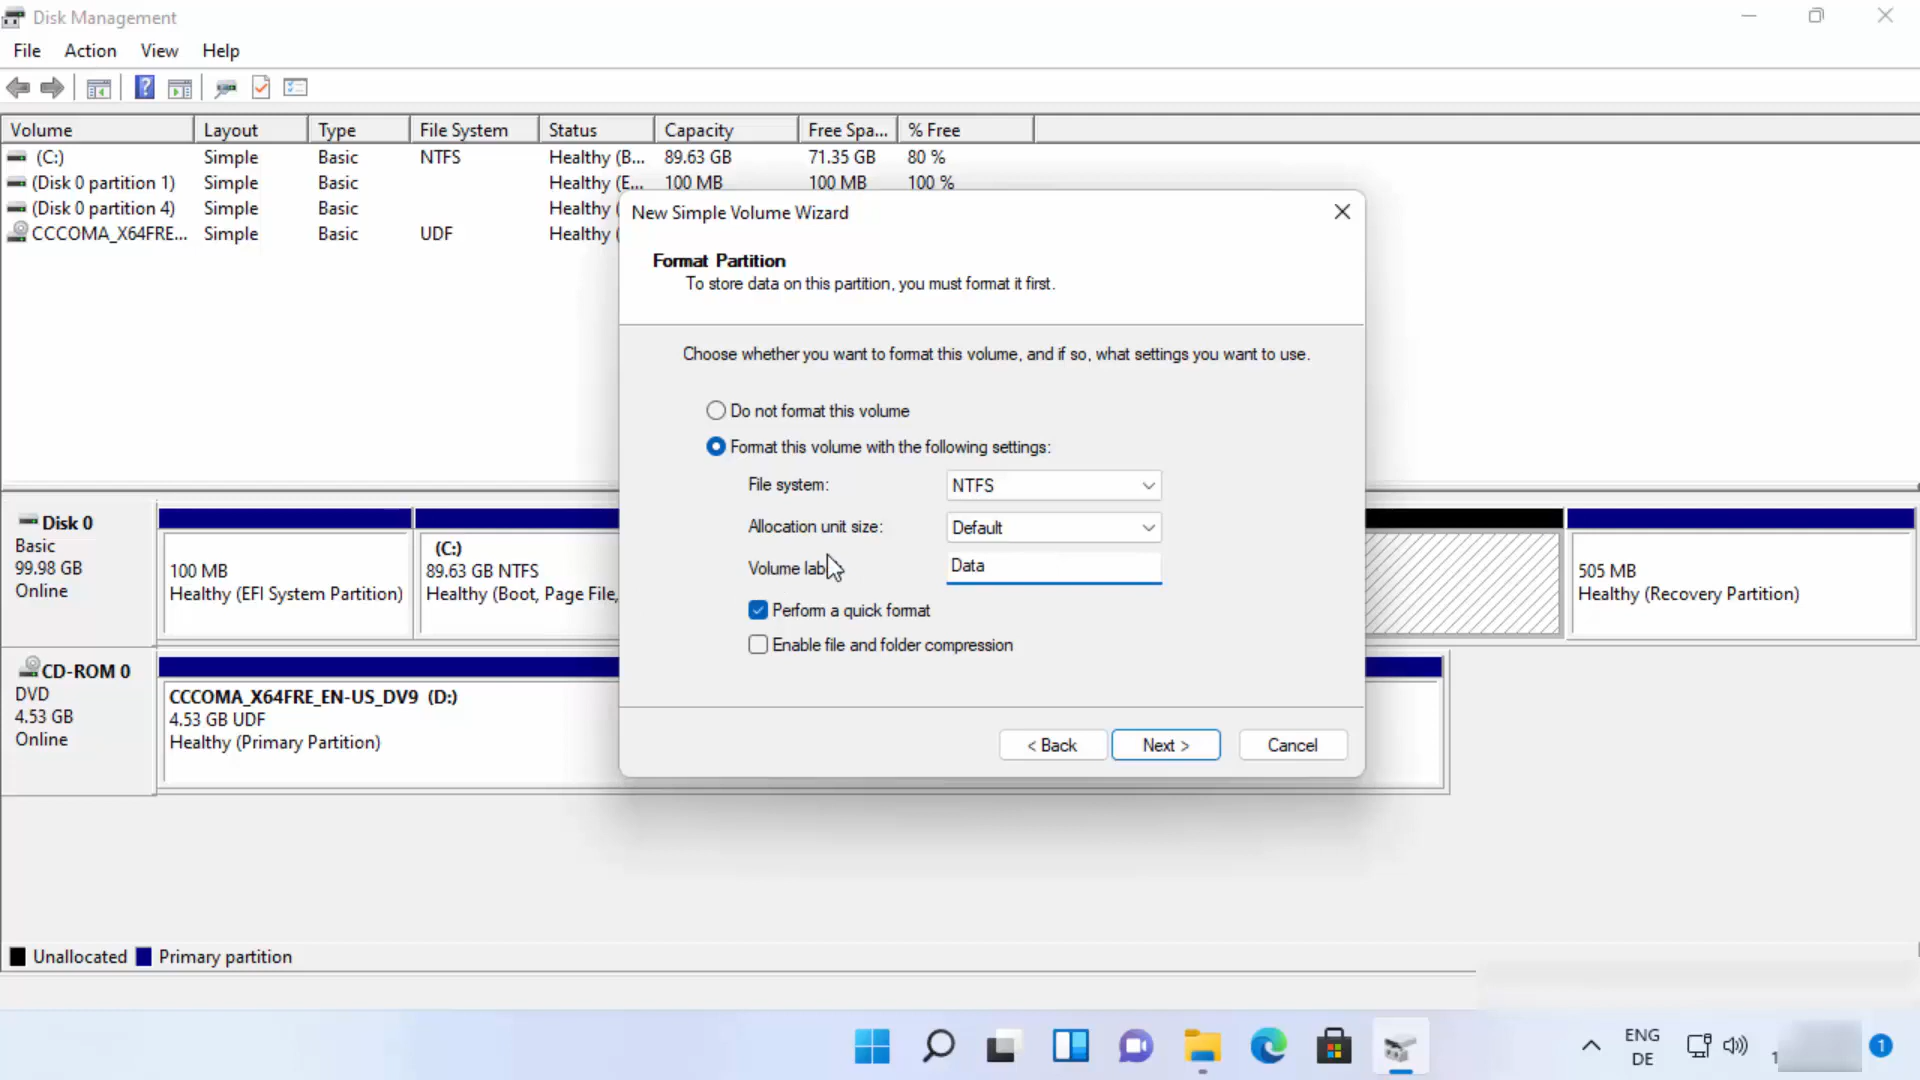 Disk Management
File Action View Help
Volume Layout Type File System Status Capacity Free Spa... % Free
(C:) Simple Basic NTFS Healthy (B... 89.63 GB 71.35 GB 80 %
(Disk 0 partition 1) Simple Basic Healthy (E... 100 MB 100 MB 100 %
(Disk 0 partition 4) Simple Basic Healthy (
CCCOMA_X64FRE... Simple Basic UDF Healthy (
New Simple Volume Wizard
Format Partition
To store data on this partition, you must format it first.
Choose whether you want to format this volume, and if so, what settings you want to use.
Do not format this volume
Format this volume with the following settings:
File system: NTFS
Allocation unit size: Default
Volume lab Data
Perform a quick format
Enable file and folder compression
< Back Next > Cancel
Disk 0
Basic
99.98 GB
Online
100 MB
Healthy (EFI System Partition)
(C:)
89.63 GB NTFS
Healthy (Boot, Page File,
505 MB
Healthy (Recovery Partition)
CD-ROM 0
DVD
4.53 GB
Online
CCCOMA_X64FRE_EN-US_DV9 (D:)
4.53 GB UDF
Healthy (Primary Partition)
Unallocated Primary partition
ENG
DE
1
1